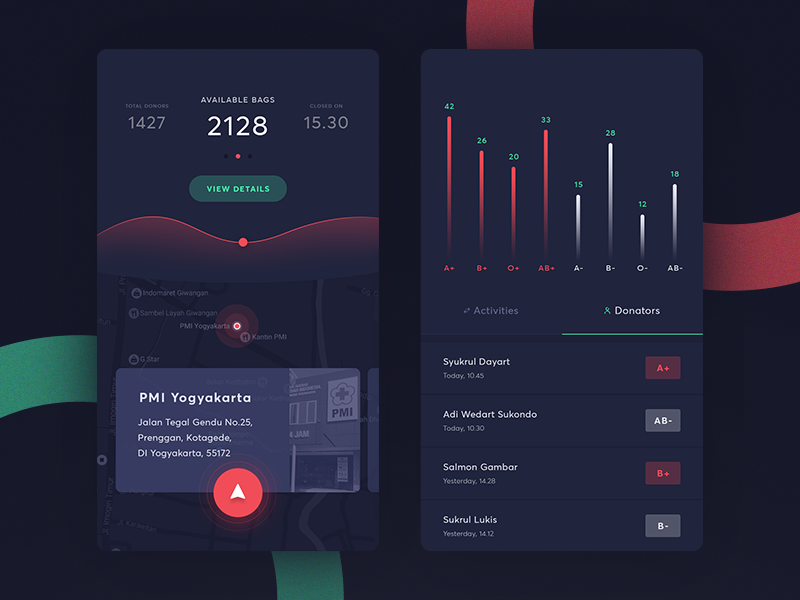 TOTAL DONORS
1427
AVAILABLE BAGS
2128
CLOSED ON
15.30
VIEW DETAILS
Indomaret Giwangan
Sambel Layah Giwangan
PMI Yogyakarta
Kantin PMI
G Star
PMI Yogyakarta
Jalan Tegal Gendu No.25,
Prenggan, Kotagede,
DI Yogyakarta, 55172
PMI
Jl. Imogiri Timur
42
26
20
33
15
28
12
18
A+
B+
O+
AB+
A-
B-
O-
AB-
Activities
Donators
Syukrul Dayart
Today, 10.45
A+
Adi Wedart Sukondo
Today, 10.30
AB-
Salmon Gambar
Yesterday, 14.28
B+
Sukrul Lukis
Yesterday, 14.12
B-